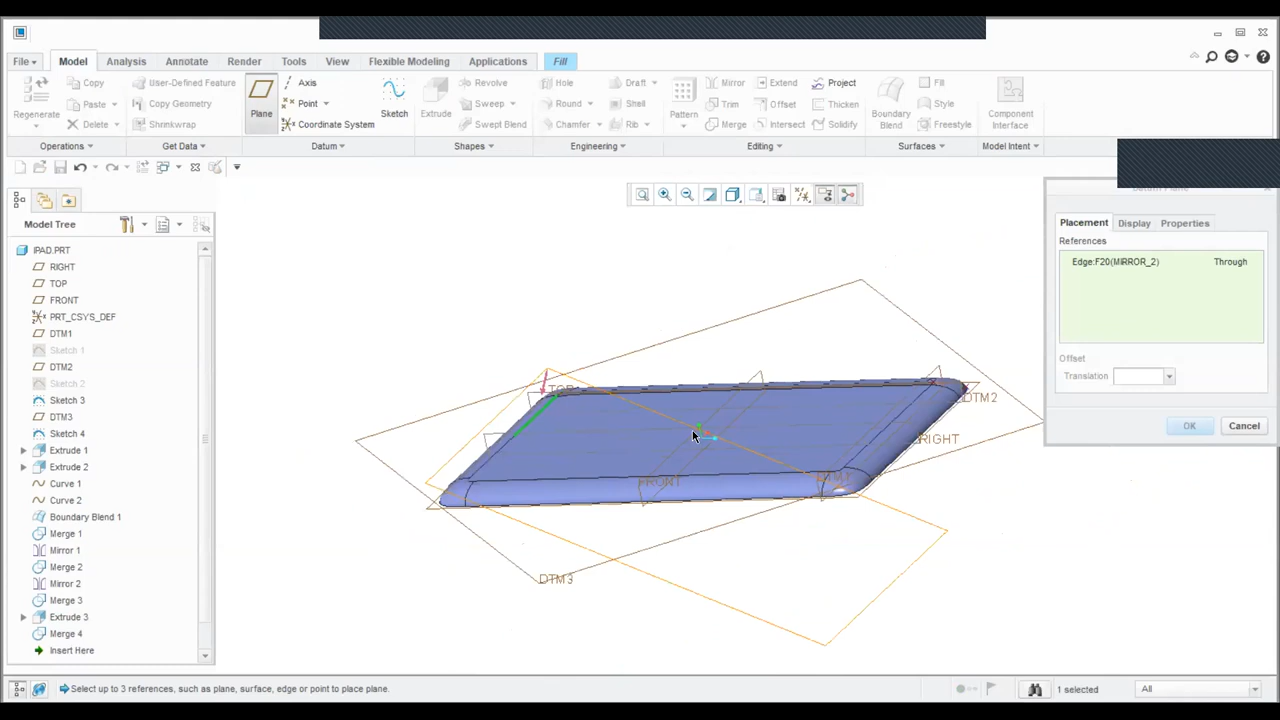 File
Model
Analysis
Annotate
Render
Tools
View
Flexible Modeling
Applications
Fill
Regenerate
Copy
Paste
Delete
User-Defined Feature
Copy Geometry
Shrinkwrap
Plane
Axis
Point
Coordinate System
Sketch
Extrude
Revolve
Sweep
Swept Blend
Hole
Round
Chamfer
Draft
Shell
Rib
Pattern
Mirror
Trim
Merge
Extend
Offset
Intersect
Project
Thicken
Solidify
Boundary
Blend
Fill
Style
Freestyle
Component
Interface
Operations
Get Data
Datum
Shapes
Engineering
Editing
Surfaces
Model Intent
Model Tree
IPAD.PRT
RIGHT
TOP
FRONT
PRT_CSYS_DEF
DTM1
Sketch 1
DTM2
Sketch 2
Sketch 3
DTM3
Sketch 4
Extrude 1
Extrude 2
Curve 1
Curve 2
Boundary Blend 1
Merge 1
Mirror 1
Merge 2
Mirror 2
Merge 3
Extrude 3
Merge 4
Insert Here
TOP
DTM2
RIGHT
FRONT
DTM1
DTM3
Placement
Display
Properties
References
Edge:F20(MIRROR_2) Through
Offset
Translation
OK
Cancel
Select up to 3 references, such as plane, surface, edge or point to place plane.
1 selected
All